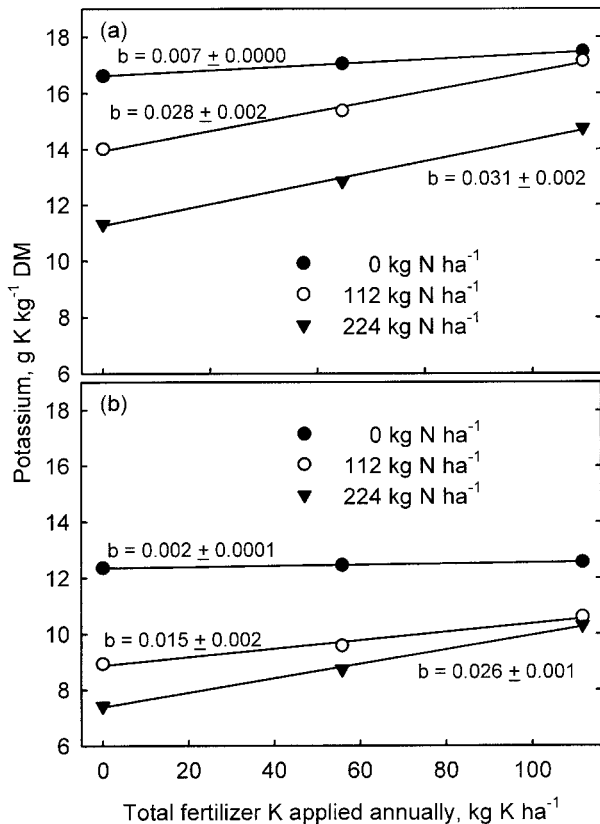 (a)
18
16
14
12
10
8
6
b = 0.007 ± 0.0000
b = 0.028 ± 0.002
b = 0.031 ± 0.002
0 kg N ha⁻¹
112 kg N ha⁻¹
224 kg N ha⁻¹
Potassium, g K kg⁻¹ DM
(b)
18
16
14
12
10
8
6
0 kg N ha⁻¹
112 kg N ha⁻¹
224 kg N ha⁻¹
b = 0.002 ± 0.0001
b = 0.015 ± 0.002
b = 0.026 ± 0.001
0 20 40 60 80 100
Total fertilizer K applied annually, kg K ha⁻¹